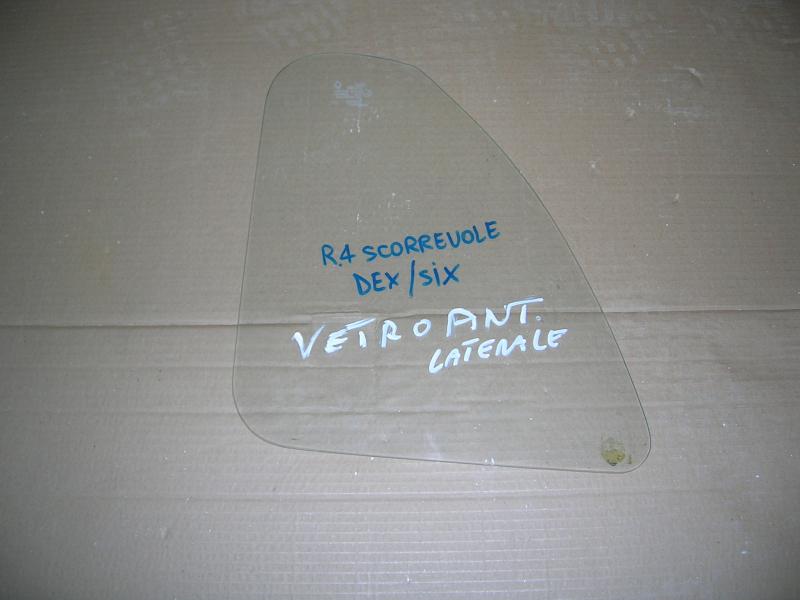 R.4 SCORREVOLE
DEX/SIX
VETRO ANT.
LATERALE